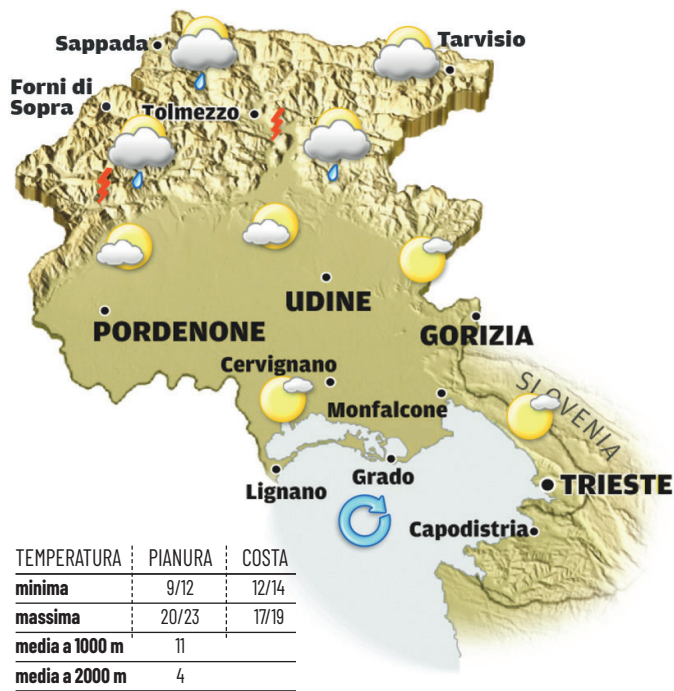 Sappada
Tarvisio
Forni di
Sopra
Tolmezzo
UDINE
PORDENONE
GORIZIA
Cervignano
Monfalcone
SLOVENIA
Lignano
Grado
TRIESTE
Capodistria
TEMPERATURA PIANURA COSTA
minima 9/12 12/14
massima 20/23 17/19
media a 1000 m 11
media a 2000 m 4